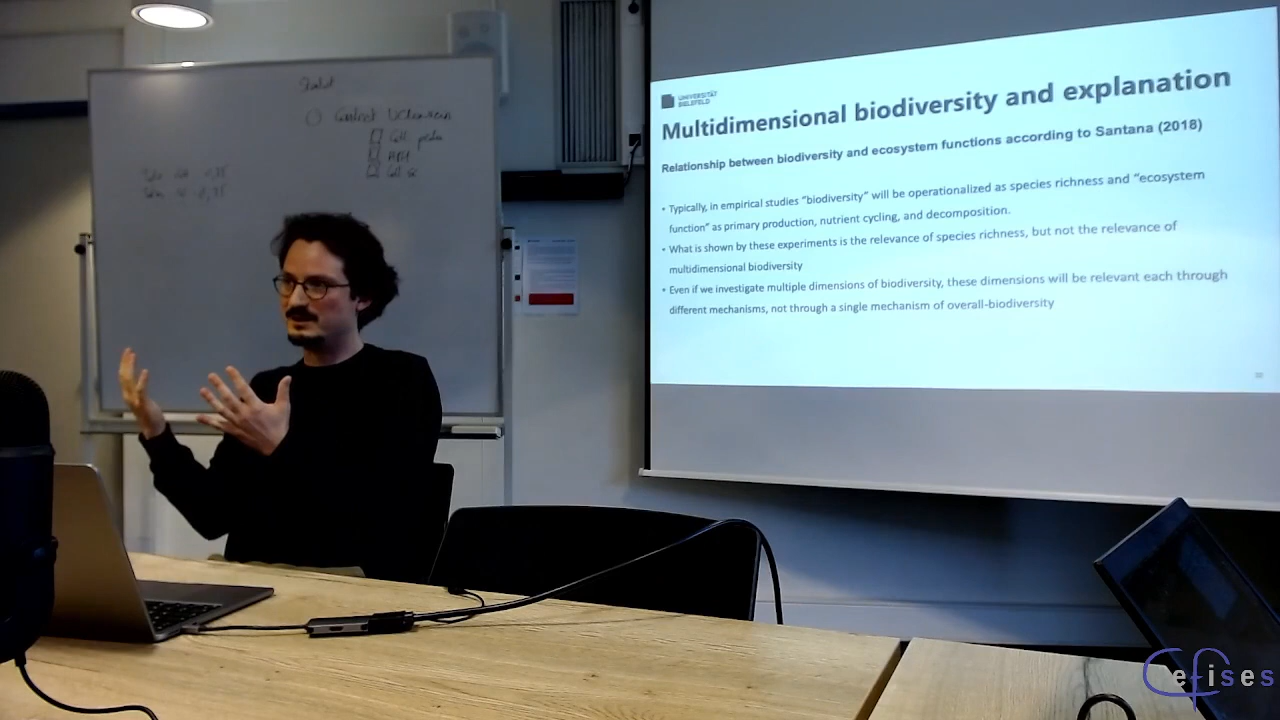 UNIVERSITÄT
BIELEFELD
Multidimensional biodiversity and explanation
Relationship between biodiversity and ecosystem functions according to Santana (2018)
• Typically, in empirical studies “biodiversity” will be operationalized as species richness and “ecosystem
function” as primary production, nutrient cycling, and decomposition.
• What is shown by these experiments is the relevance of species richness, but not the relevance of
multidimensional biodiversity
• Even if we investigate multiple dimensions of biodiversity, these dimensions will be relevant each through
different mechanisms, not through a single mechanism of overall-biodiversity
Cefises